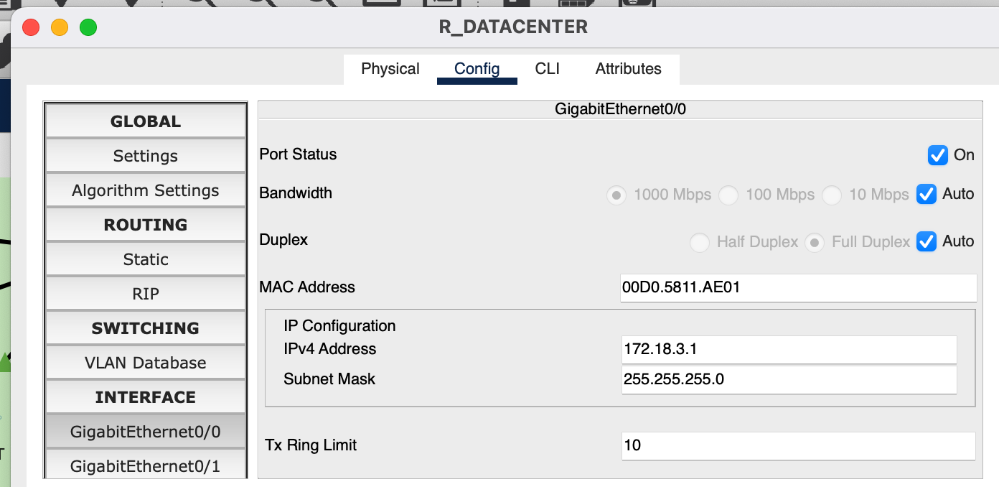 R_DATACENTER
Physical Config CLI Attributes
GLOBAL
Settings
Algorithm Settings
ROUTING
Static
RIP
SWITCHING
VLAN Database
INTERFACE
GigabitEthernet0/0
GigabitEthernet0/1
GigabitEthernet0/0
Port Status On
Bandwidth 1000 Mbps 100 Mbps 10 Mbps Auto
Duplex Half Duplex Full Duplex Auto
MAC Address 00D0.5811.AE01
IP Configuration
IPv4 Address 172.18.3.1
Subnet Mask 255.255.255.0
Tx Ring Limit 10